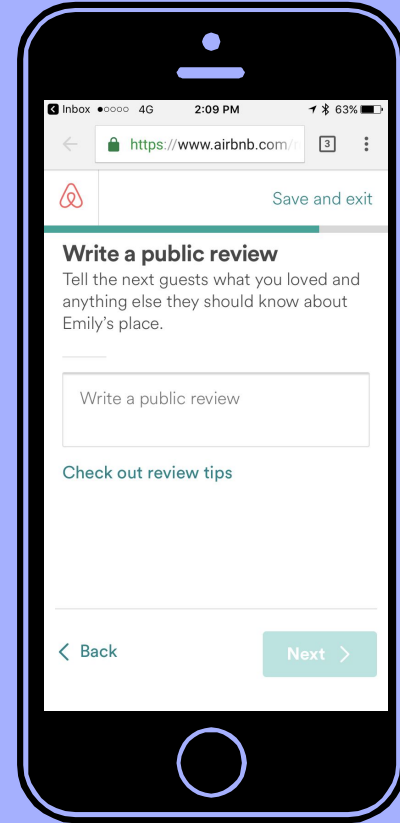 Inbox 4G 2:09 PM 63%
https://www.airbnb.com/ 3
Save and exit
Write a public review
Tell the next guests what you loved and
anything else they should know about
Emily’s place.
Write a public review
Check out review tips
Back Next